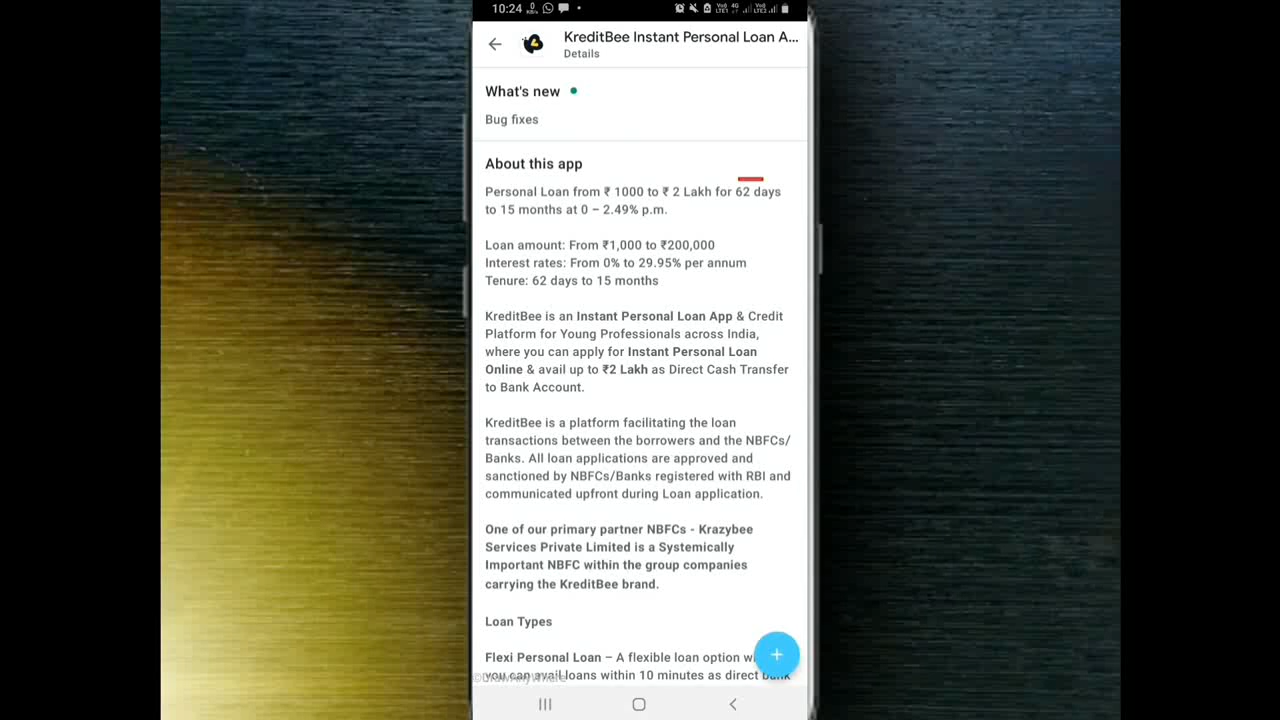 10:24
KreditBee Instant Personal Loan A...
Details
What's new
Bug fixes
About this app
Personal Loan from ₹ 1000 to ₹ 2 Lakh for 62 days
to 15 months at 0 – 2.49% p.m.
Loan amount: From ₹1,000 to ₹200,000
Interest rates: From 0% to 29.95% per annum
Tenure: 62 days to 15 months
KreditBee is an Instant Personal Loan App & Credit
Platform for Young Professionals across India,
where you can apply for Instant Personal Loan
Online & avail up to ₹2 Lakh as Direct Cash Transfer
to Bank Account.
KreditBee is a platform facilitating the loan
transactions between the borrowers and the NBFCs/
Banks. All loan applications are approved and
sanctioned by NBFCs/Banks registered with RBI and
communicated upfront during Loan application.
One of our primary partner NBFCs - Krazybee
Services Private Limited is a Systemically
Important NBFC within the group companies
carrying the KreditBee brand.
Loan Types
Flexi Personal Loan – A flexible loan option
you can avail loans within 10 minutes as direct bank